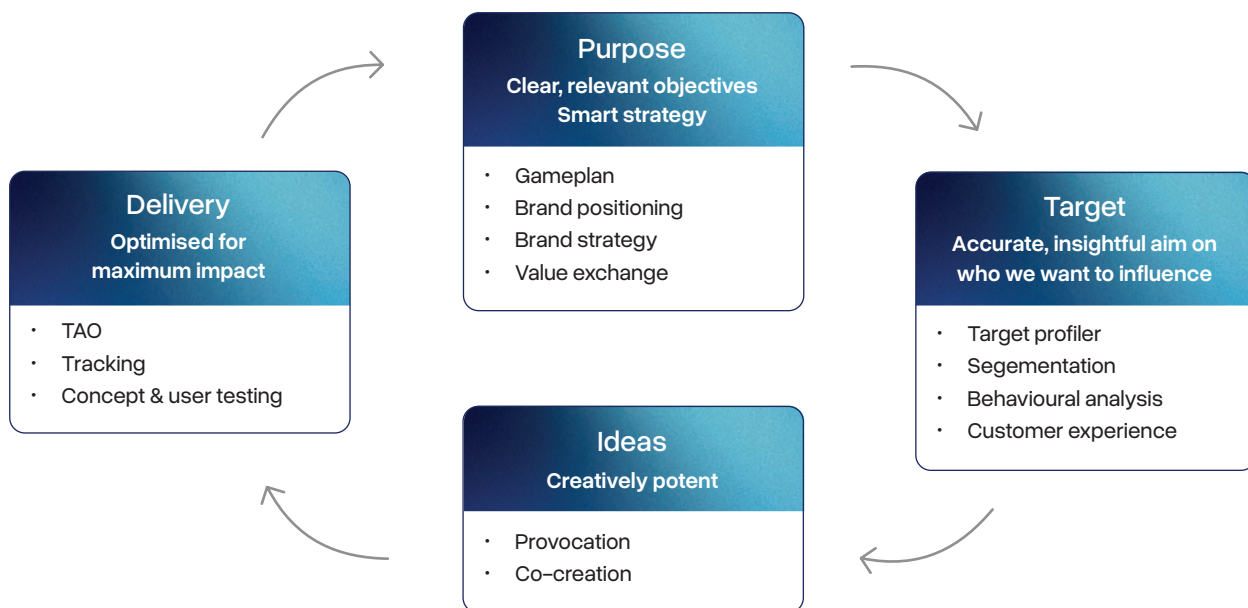 Purpose
Clear, relevant objectives
Smart strategy
· Gameplan
· Brand positioning
· Brand strategy
· Value exchange
Target
Accurate, insightful aim on
who we want to influence
· Target profiler
· Segementation
· Behavioural analysis
· Customer experience
Ideas
Creatively potent
· Provocation
· Co-creation
Delivery
Optimised for
maximum impact
· TAO
· Tracking
· Concept & user testing